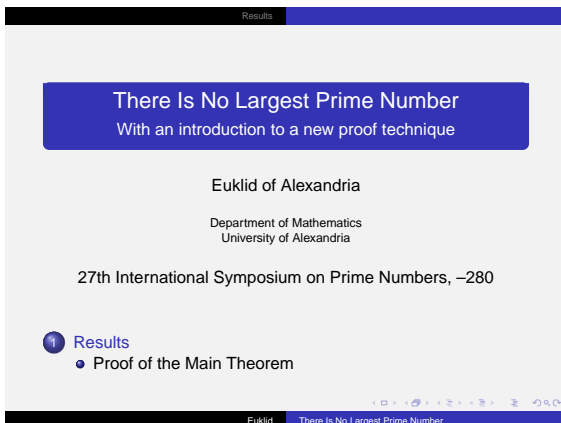 Results
There Is No Largest Prime Number
With an introduction to a new proof technique
Euklid of Alexandria
Department of Mathematics
University of Alexandria
27th International Symposium on Prime Numbers, –280
1 Results
Proof of the Main Theorem
Euklid There Is No Largest Prime Number